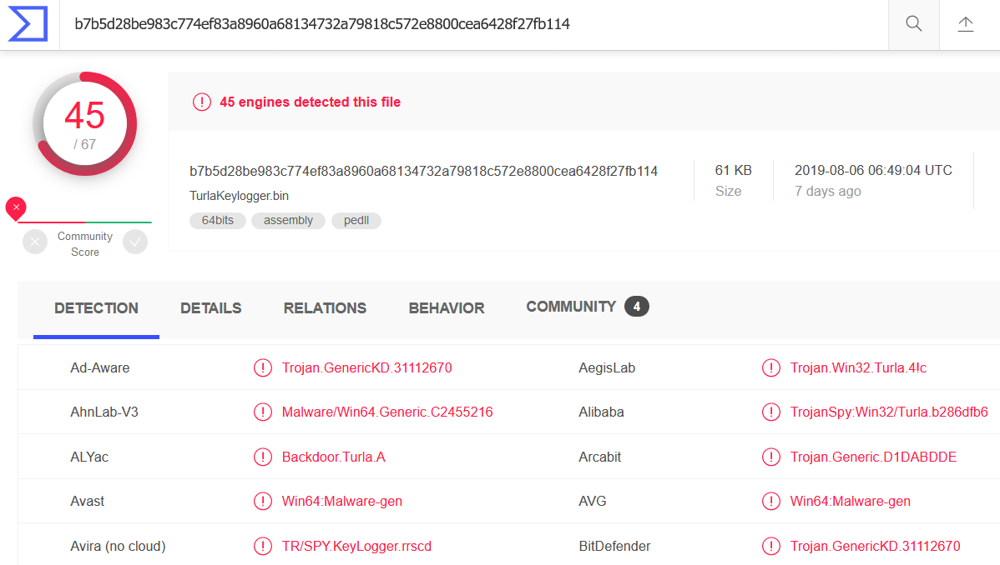 b7b5d28be983c774ef83a8960a68134732a79818c572e8800cea6428f27fb114
45
/ 67
45 engines detected this file
b7b5d28be983c774ef83a8960a68134732a79818c572e8800cea6428f27fb114
TurlaKeylogger.bin
64bits assembly pedll
61 KB
Size
2019-08-06 06:49:04 UTC
7 days ago
Community
Score
DETECTION DETAILS RELATIONS BEHAVIOR COMMUNITY 4
Ad-Aware Trojan.GenericKD.31112670 AegisLab Trojan.Win32.Turla.4!c
AhnLab-V3 Malware/Win64.Generic.C2455216 Alibaba TrojanSpy:Win32/Turla.b286dfb6
ALYac Backdoor.Turla.A Arcabit Trojan.Generic.D1DABDDE
Avast Win64:Malware-gen AVG Win64:Malware-gen
Avira (no cloud) TR/SPY.KeyLogger.rrscd BitDefender Trojan.GenericKD.31112670